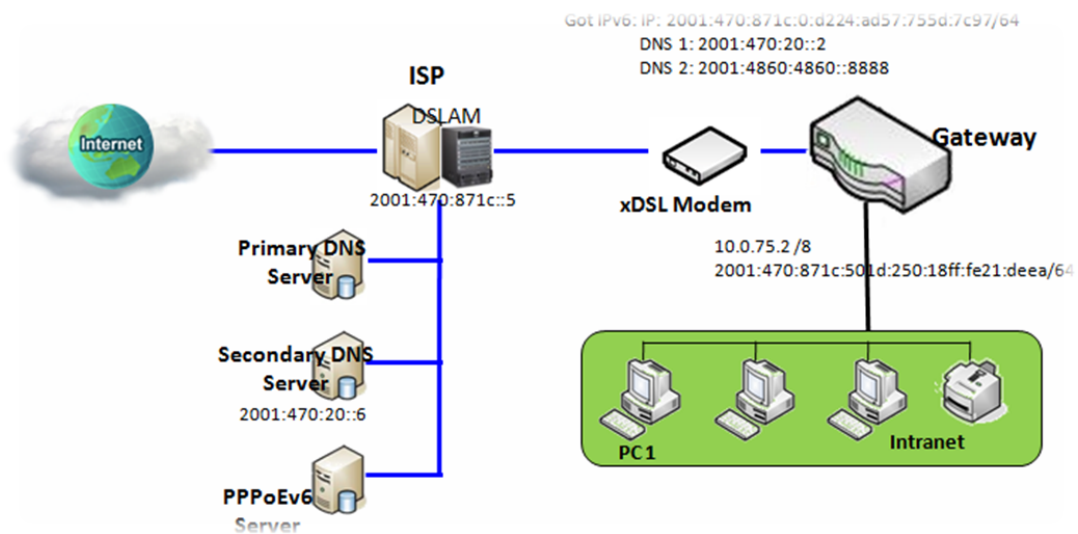 Got IPv6: IP: 2001:470:871c:0:d224:ad57:755d:7c97/64
DNS 1: 2001:470:20::2
DNS 2: 2001:4860:4860::8888
ISP
DSLAM
Internet
Gateway
2001:470:871c::5
xDSL Modem
Primary DNS
Server
10.0.75.2 /8
2001:470:871c:501d:250:18ff:fe21:deea/64
Secondary DNS
Server
2001:470:20::6
PC1
Intranet
PPPoEv6
Server